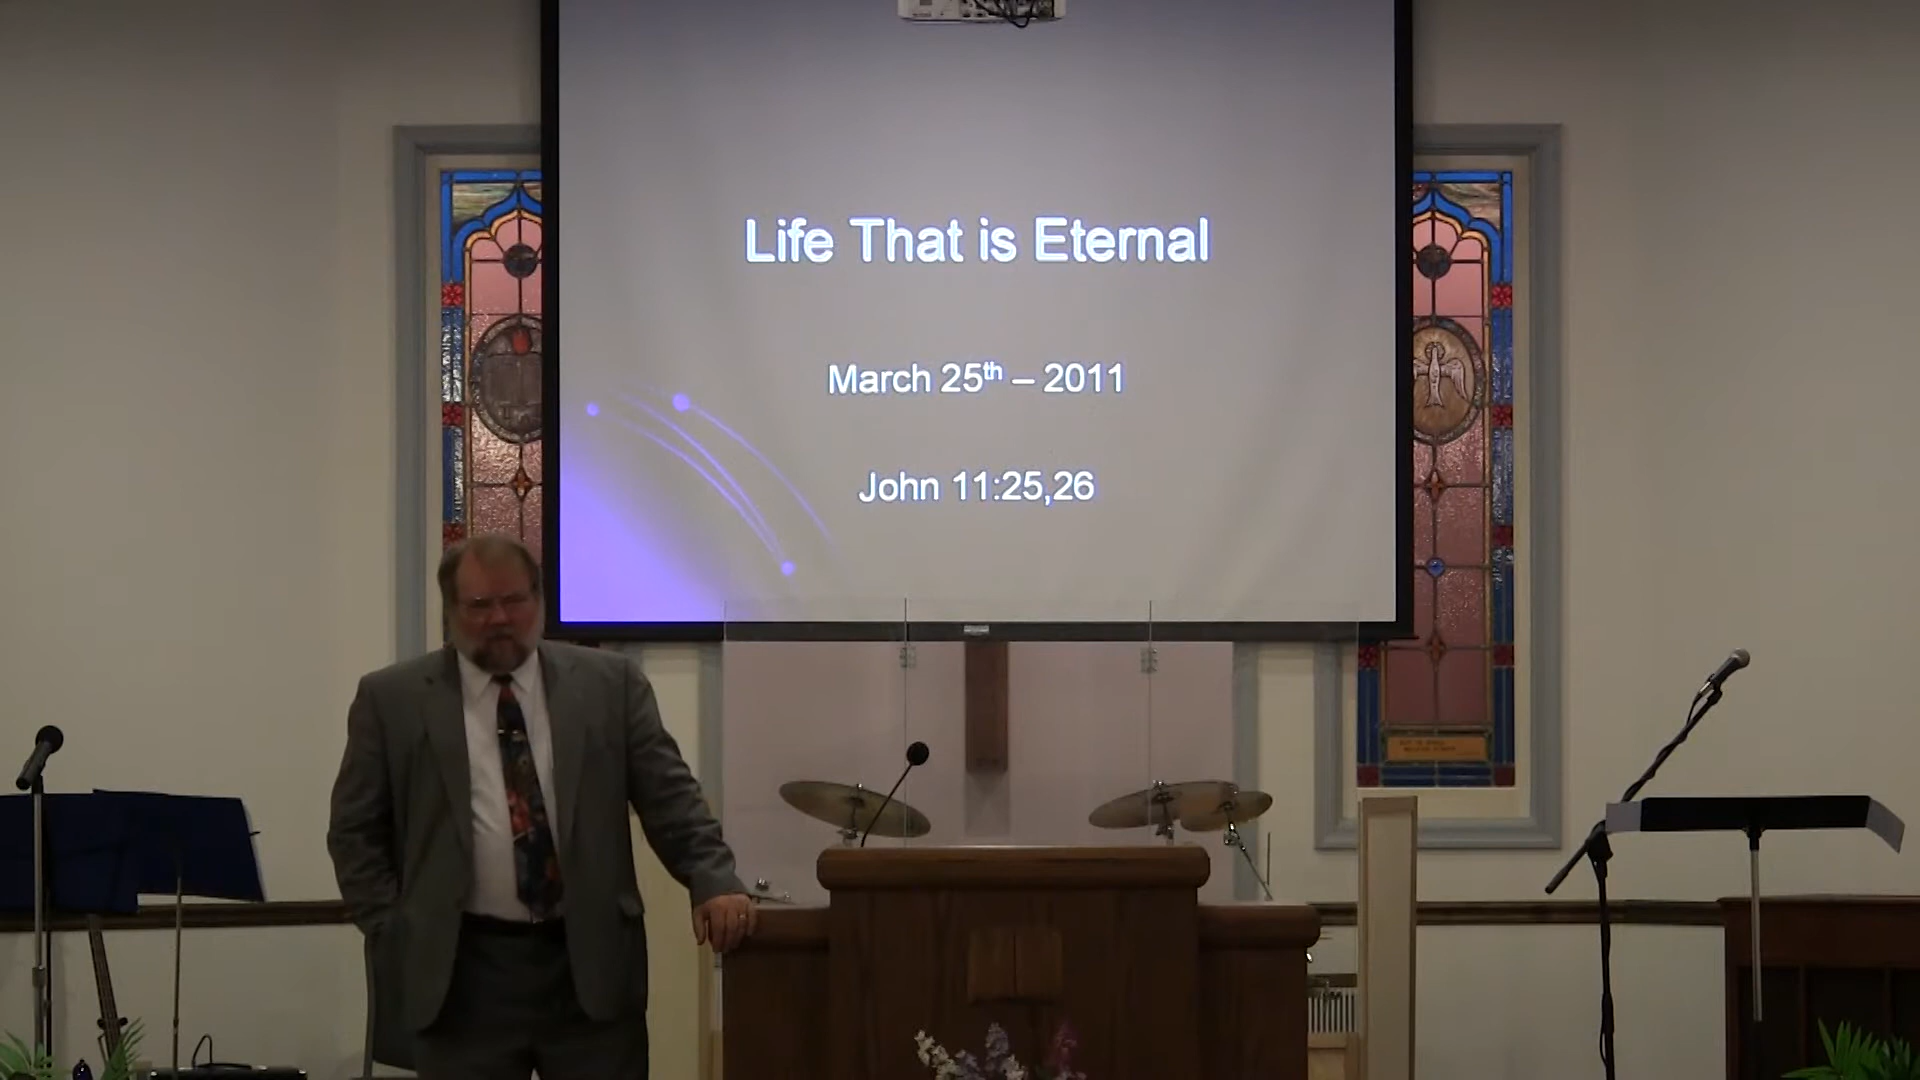 Life That is Eternal
March 25th – 2011
John 11:25,26